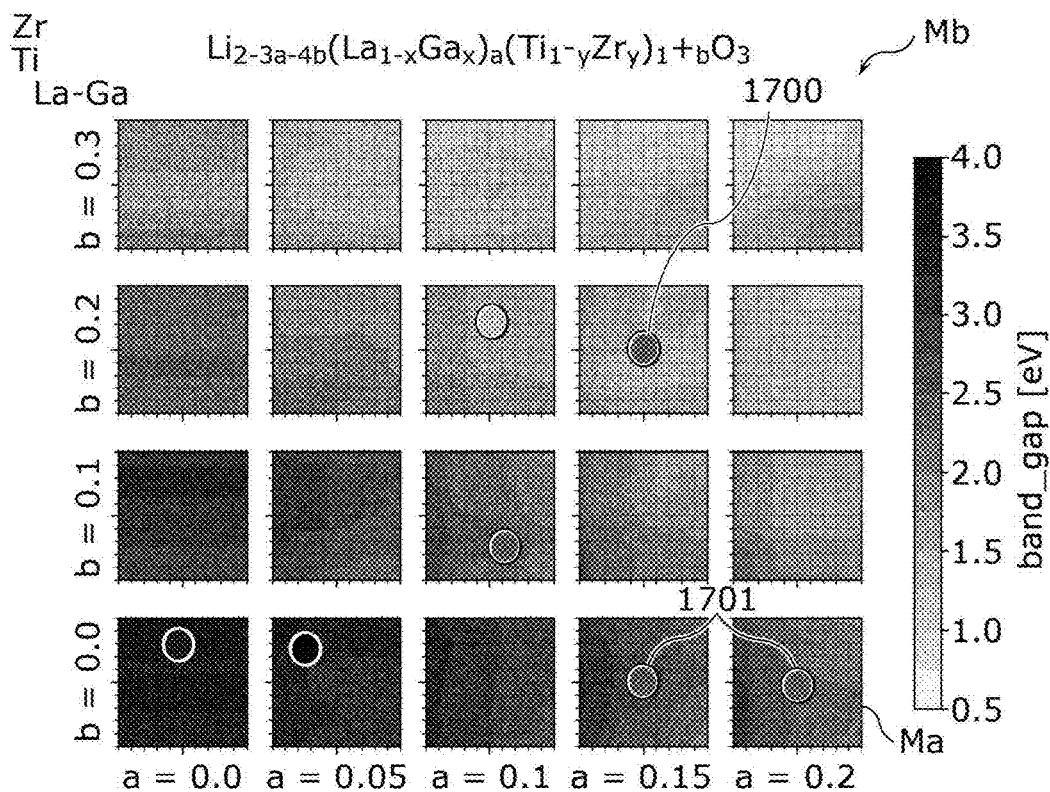 Zr
Ti
La-Ga
Li2-3a-4b(La1-xGax)a(Ti1-yZry)1+bO3
Mb
1700
b = 0.3
b = 0.2
b = 0.1
b = 0.0
1701
a = 0.0
a = 0.05
a = 0.1
a = 0.15
a = 0.2
Ma
4.0
3.5
3.0
2.5
2.0
1.5
1.0
0.5
band_gap [eV]